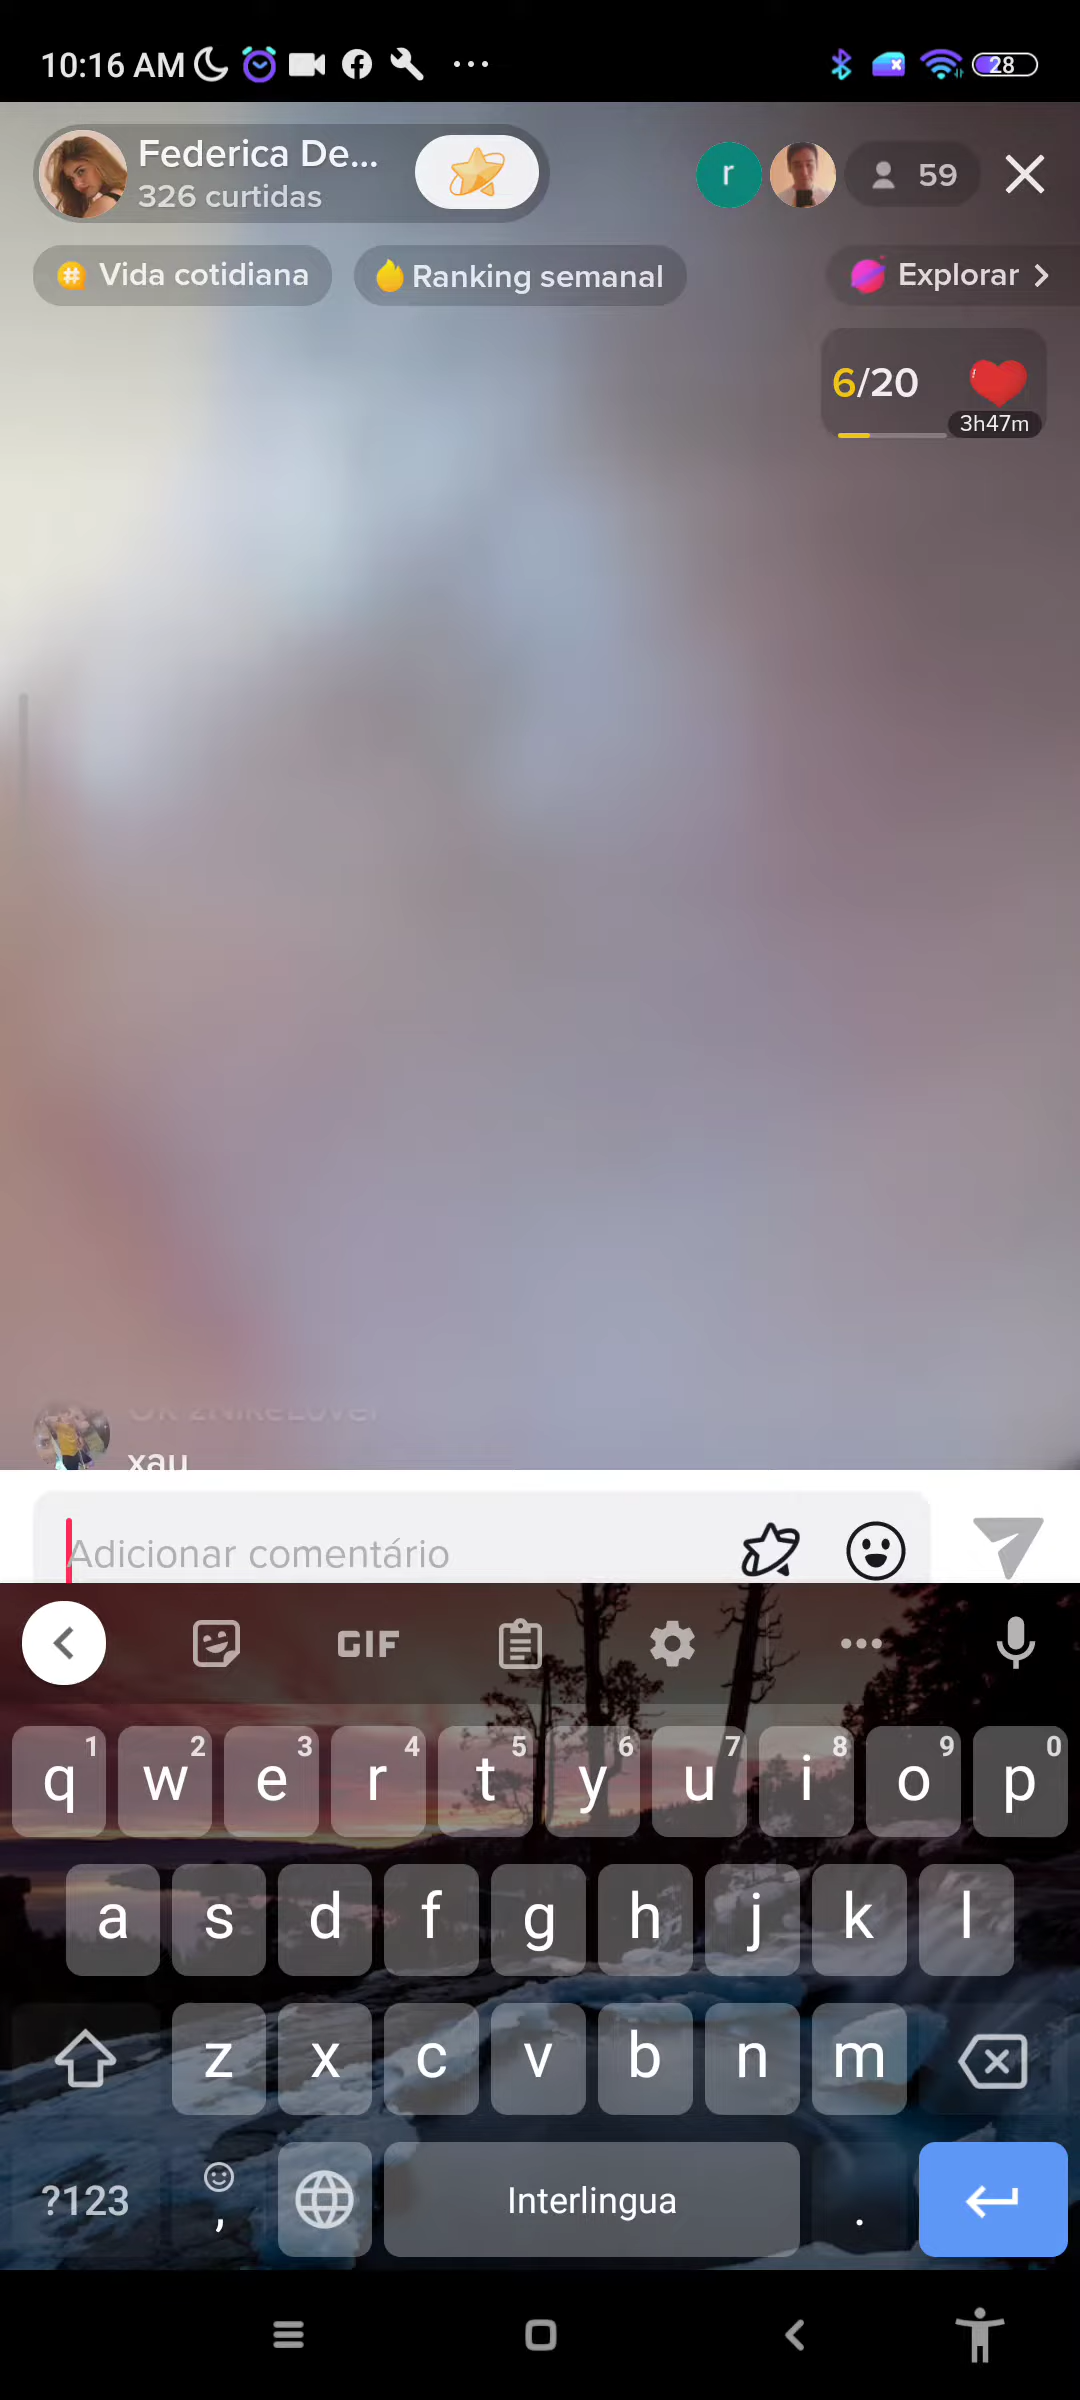 10:16 AM
28
Federica De...
326 curtidas
r
59
Vida cotidiana
Ranking semanal
Explorar
6/20
3h47m
xau
Adicionar comentário
GIF
1 2 3 4 5 6 7 8 9 0
q w e r t y u i o p
a s d f g h j k l
z x c v b n m
?123 , Interlingua .